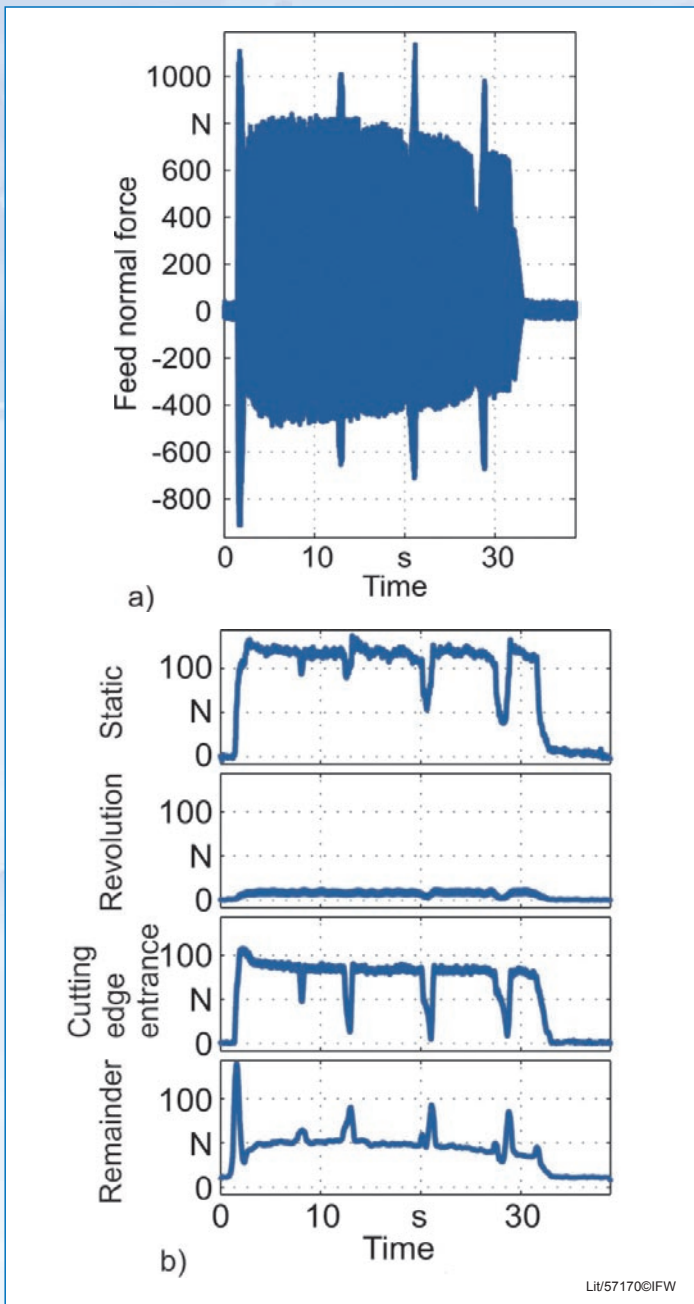 1000
N
600
400
200
0
-200
-400
-600
-800
Feed normal force
0 10 s 30
Time
a)
Static
100
N
0
Revolution
100
N
0
Cutting
edge
entrance
100
N
0
Remainder
100
N
0
0 10 s 30
Time
b)
Lit/57170©IFW